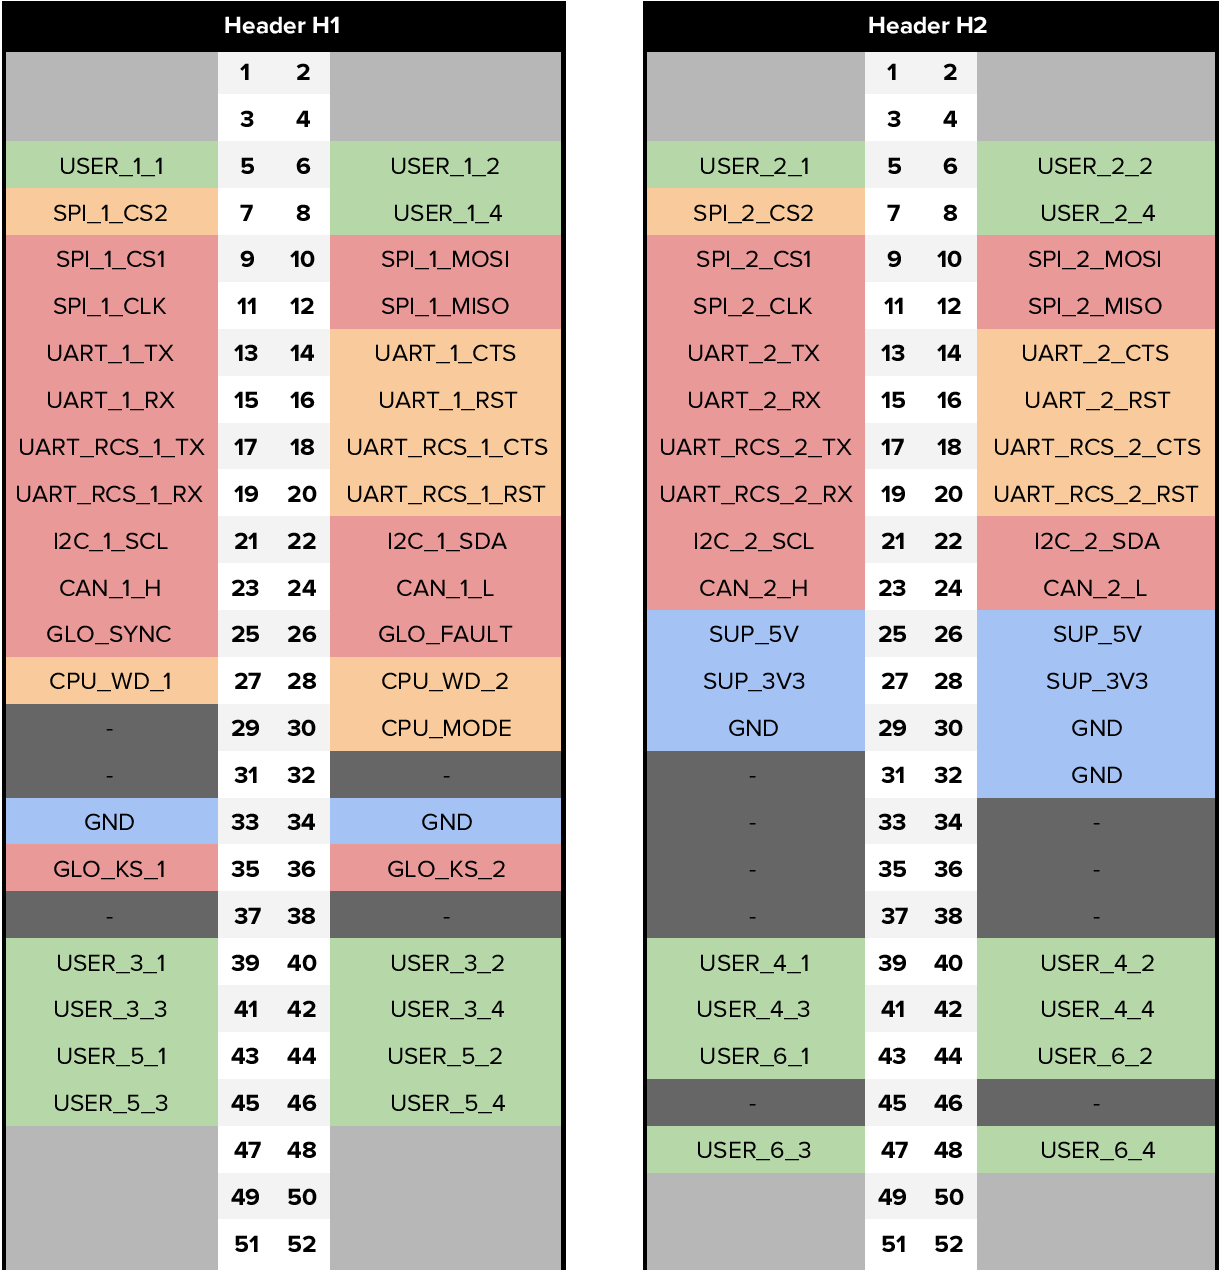 Header H1 Header H2
1 2 1 2
3 4 3 4
USER_1_1 5 6 USER_1_2 USER_2_1 5 6 USER_2_2
SPI_1_CS2 7 8 USER_1_4 SPI_2_CS2 7 8 USER_2_4
SPI_1_CS1 9 10 SPI_1_MOSI SPI_2_CS1 9 10 SPI_2_MOSI
SPI_1_CLK 11 12 SPI_1_MISO SPI_2_CLK 11 12 SPI_2_MISO
UART_1_TX 13 14 UART_1_CTS UART_2_TX 13 14 UART_2_CTS
UART_1_RX 15 16 UART_1_RST UART_2_RX 15 16 UART_2_RST
UART_RCS_1_TX 17 18 UART_RCS_1_CTS UART_RCS_2_TX 17 18 UART_RCS_2_CTS
UART_RCS_1_RX 19 20 UART_RCS_1_RST UART_RCS_2_RX 19 20 UART_RCS_2_RST
I2C_1_SCL 21 22 I2C_1_SDA I2C_2_SCL 21 22 I2C_2_SDA
CAN_1_H 23 24 CAN_1_L CAN_2_H 23 24 CAN_2_L
GLO_SYNC 25 26 GLO_FAULT SUP_5V 25 26 SUP_5V
CPU_WD_1 27 28 CPU_WD_2 SUP_3V3 27 28 SUP_3V3
- 29 30 CPU_MODE GND 29 30 GND
- 31 32 - - 31 32 GND
GND 33 34 GND - 33 34 -
GLO_KS_1 35 36 GLO_KS_2 - 35 36 -
- 37 38 - - 37 38 -
USER_3_1 39 40 USER_3_2 USER_4_1 39 40 USER_4_2
USER_3_3 41 42 USER_3_4 USER_4_3 41 42 USER_4_4
USER_5_1 43 44 USER_5_2 USER_6_1 43 44 USER_6_2
USER_5_3 45 46 USER_5_4 - 45 46 -
47 48 USER_6_3 47 48 USER_6_4
49 50 49 50
51 52 51 52